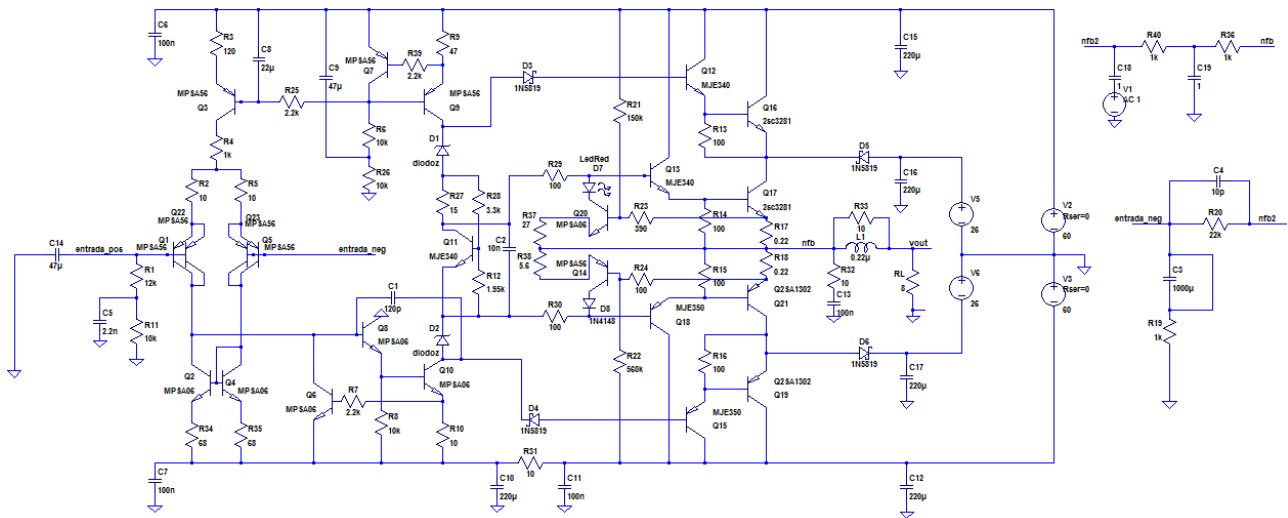 C6
100n
R3
120
C8
22µ
MPSA56
Q3
R25
2.2k
R4
1k
C9
47µ
MPSA56
Q7
R39
2.2k
R9
47
MPSA56
Q9
R6
10k
R26
10k
D1
diodoz
D3
1N5819
Q12
MJE340
Q16
2sc3281
R13
100
R21
150k
C15
220µ
D5
1N5819
C16
220µ
V5
26
V2
Rser=0
60
V6
26
V3
Rser=0
60
nfb2
R40
1k
R36
1k
nfb
C18
1
V1
AC 1
C19
1
R2
10
R5
10
Q22
MPSA56
Q23
MPSA56
Q1
MPSA56
Q5
MPSA56
C14
47µ
entrada_pos
entrada_neg
R1
12k
C5
2.2n
R11
10k
R27
15
R28
3.3k
Q11
MJE340
C2
10n
R12
1.95k
R29
100
LedRed
D7
Q13
MJE340
Q17
2sc3281
R37
27
Q20
MPSA06
R23
390
R14
100
R17
0.22
R38
5.6
MPSA56
Q14
R24
100
R15
100
R18
0.22
nfb
R33
10
L1
0.22µ
vout
R32
10
C13
100n
RL
8
D8
1N4148
R30
100
MJE350
Q18
Q2SA1302
Q21
C1
120p
Q8
MPSA06
D2
diodoz
Q10
MPSA06
Q2
MPSA06
Q4
MPSA06
Q6
MPSA06
R7
2.2k
R8
10k
R10
10
R34
68
R35
68
D4
1N5819
R22
560k
R16
100
Q2SA1302
Q19
MJE350
Q15
D6
1N5819
C17
220µ
C7
100n
R31
10
C10
220µ
C11
100n
C12
220µ
C4
10p
entrada_neg
R20
22k
nfb2
C3
1000µ
R19
1k